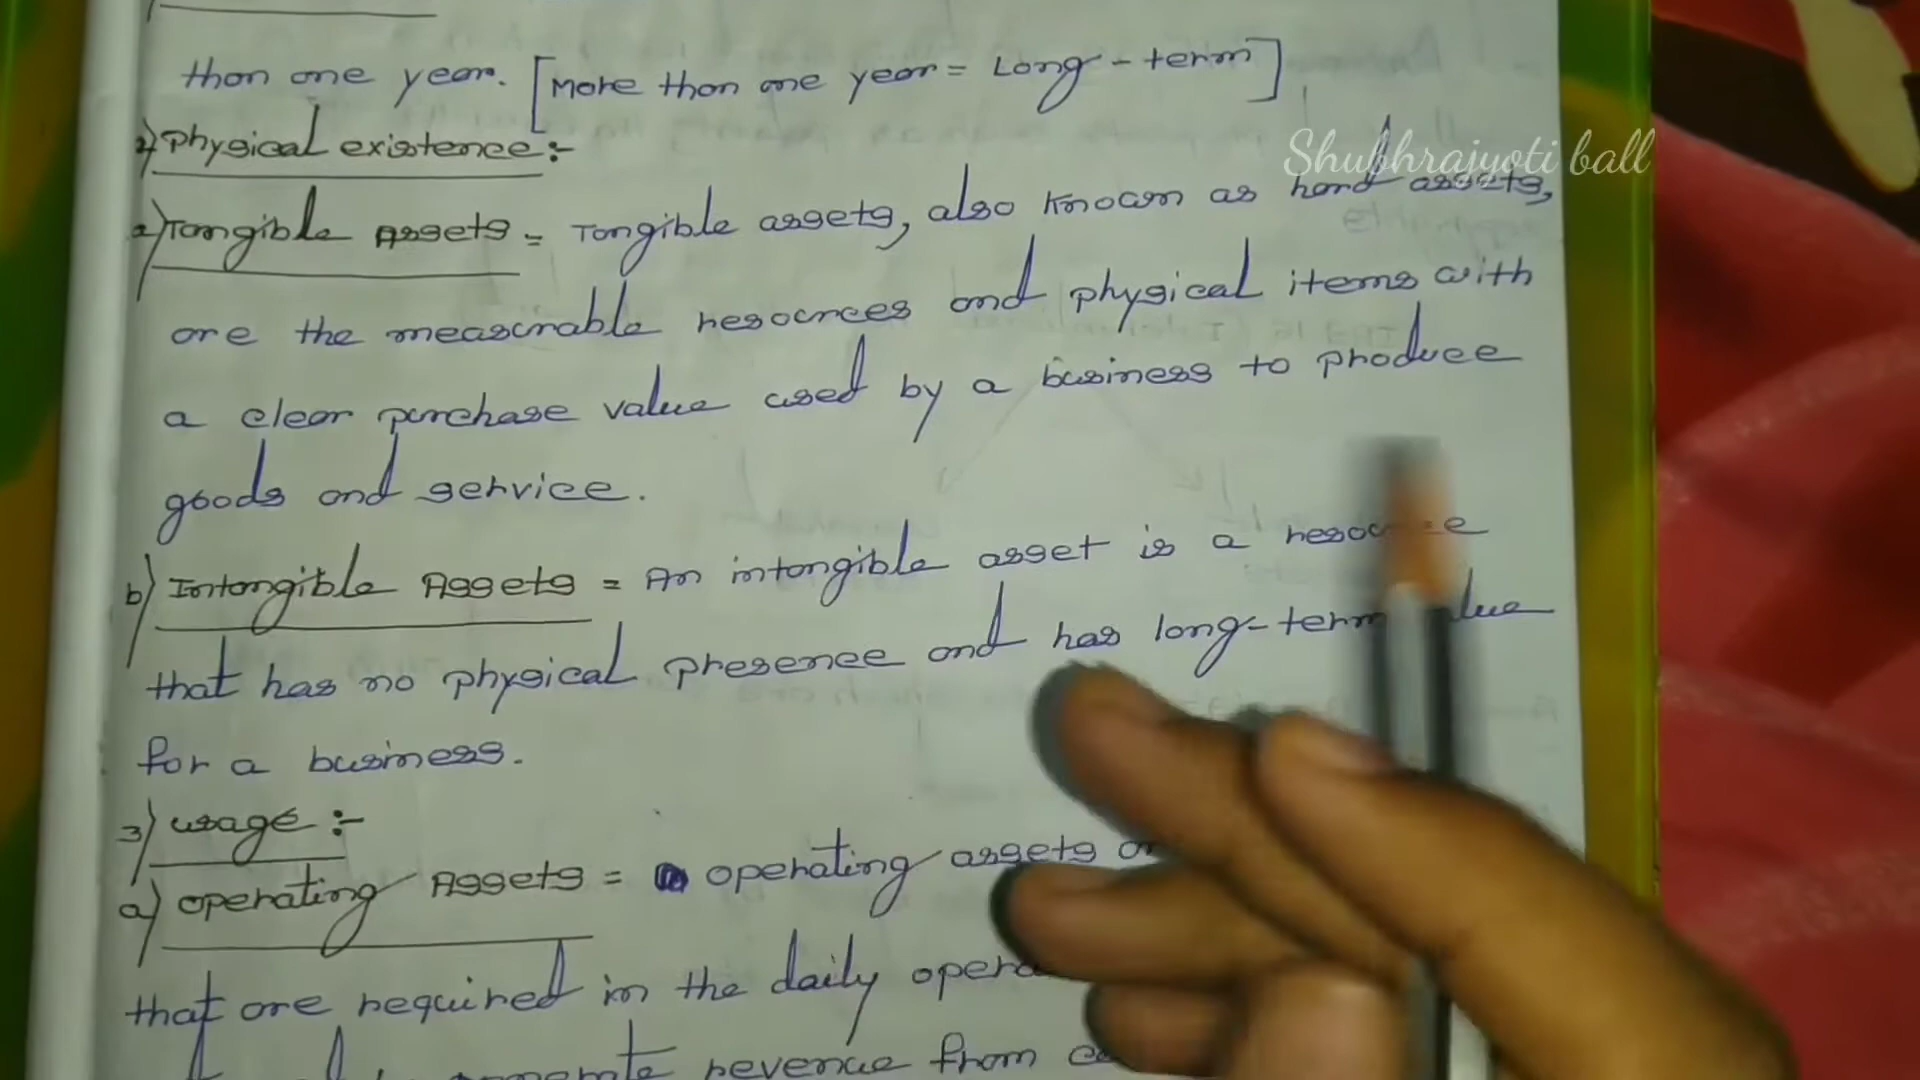 than one year. [More than one year = Long-term]
2) Physical existence:-
Shubhrajyoti ball
a) Tangible Assets = Tangible assets, also known as hard assets,
are the measurable resources and physical items with
a clear purchase value used by a business to produce
goods and service.
b) Intangible Assets = An intangible asset is a resource
that has no physical presence and has long-term value
for a business.
3) usage:-
a) operating Assets = operating assets
that are required in the daily
revenue from